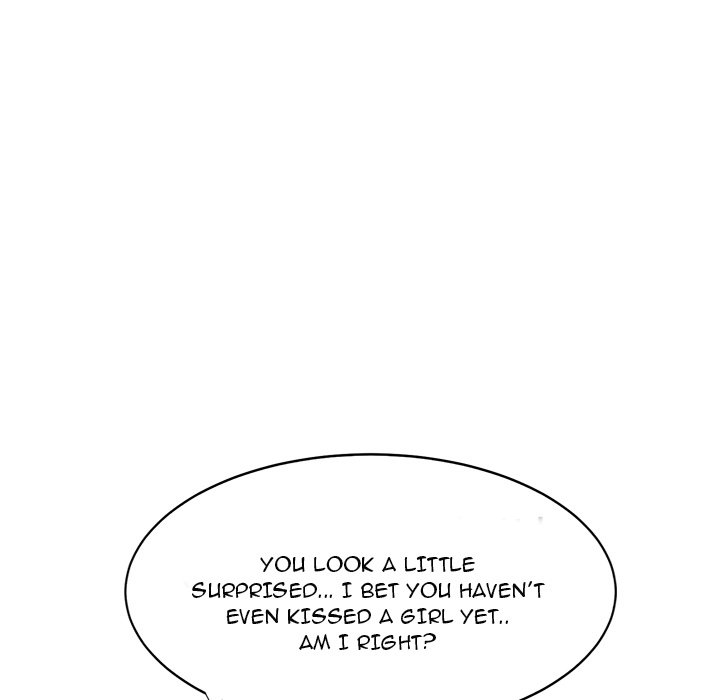 YOU LOOK A LITTLE
SURPRISED... I BET YOU HAVEN'T
EVEN KISSED A GIRL YET..
AM I RIGHT?